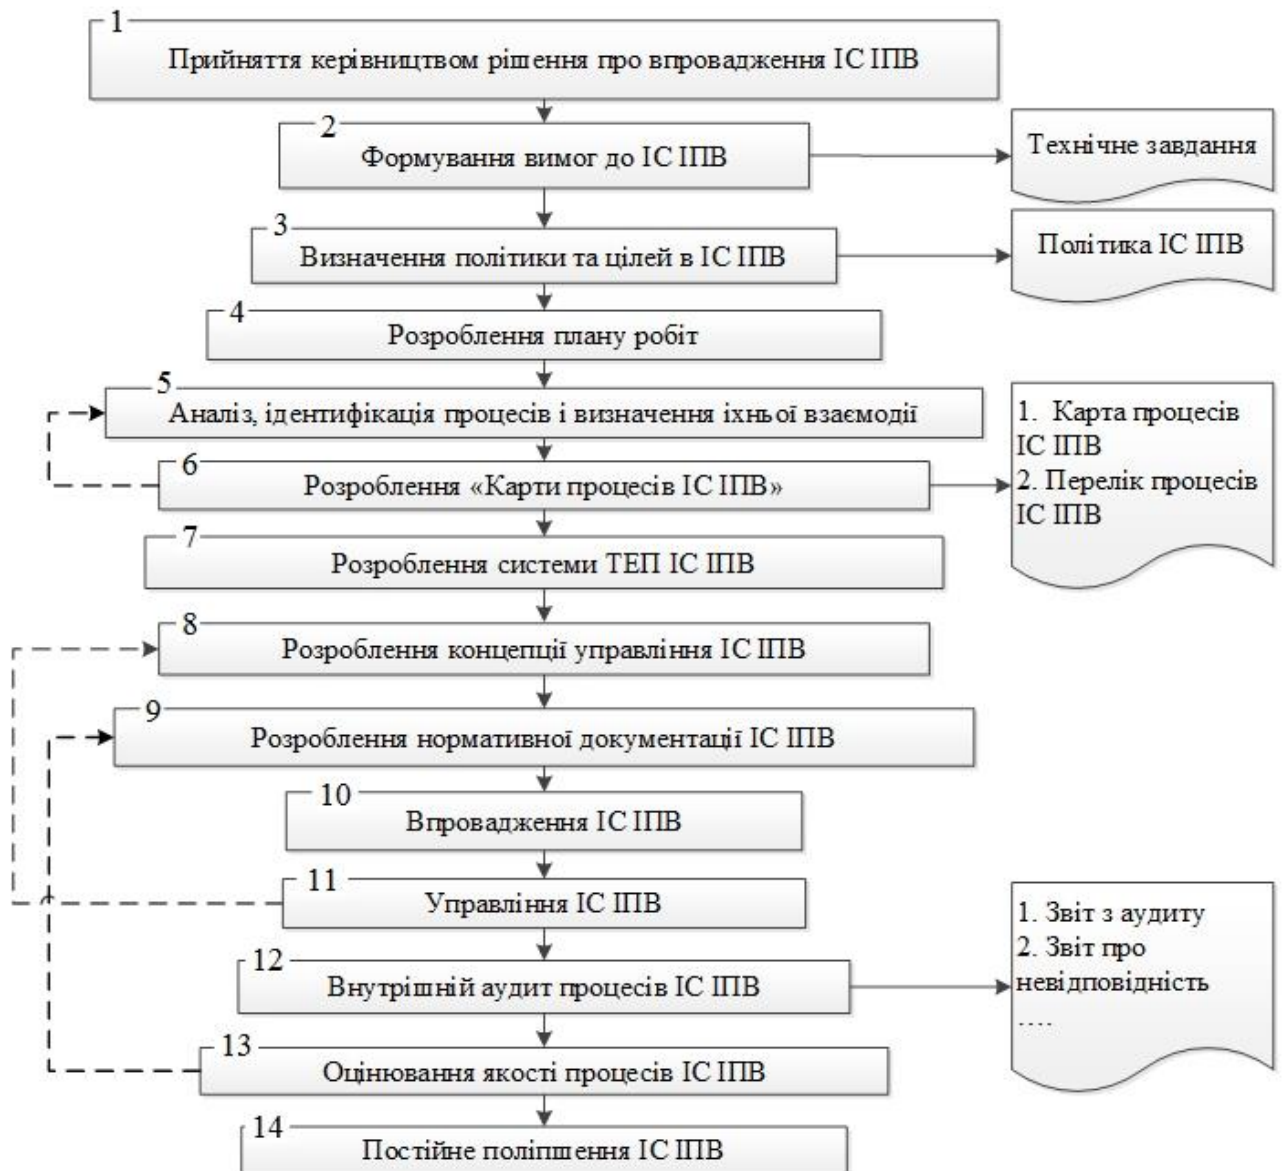 1
Прийняття керівництвом рішення про впровадження ІС ІПВ
2
Формування вимог до ІС ІПВ
Технічне завдання
3
Визначення політики та цілей в ІС ІПВ
Політика ІС ІПВ
4
Розроблення плану робіт
5
Аналіз, ідентифікація процесів і визначення їхньої взаємодії
6
Розроблення «Карти процесів ІС ІПВ»
1. Карта процесів
ІС ІПВ
2. Перелік процесів
ІС ІПВ
7
Розроблення системи ТЕП ІС ІПВ
8
Розроблення концепції управління ІС ІПВ
9
Розроблення нормативної документації ІС ІПВ
10
Впровадження ІС ІПВ
11
Управління ІС ІПВ
12
Внутрішній аудит процесів ІС ІПВ
1. Звіт з аудиту
2. Звіт про
невідповідність
....
13
Оцінювання якості процесів ІС ІПВ
14
Постійне поліпшення ІС ІПВ